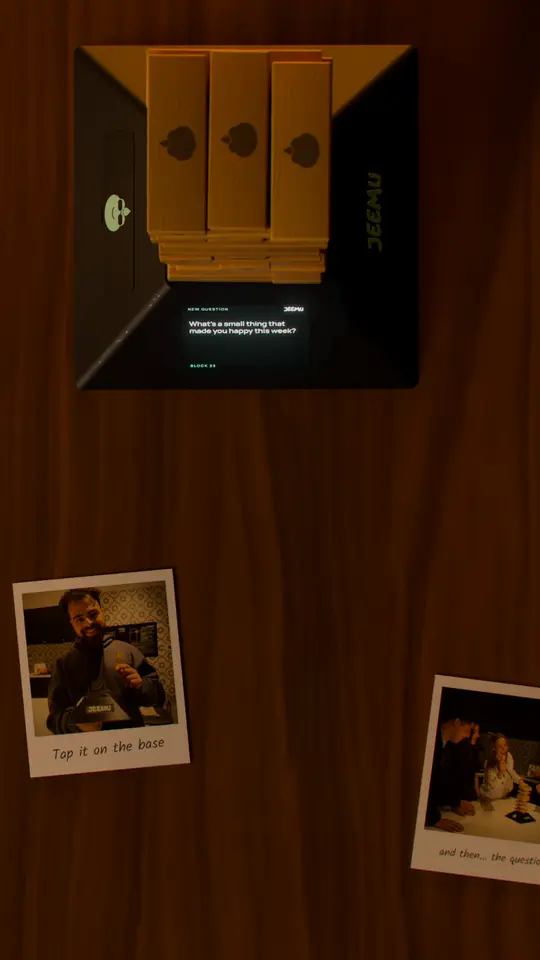 JEEMU
NEW QUESTION
JEEMU
What's a small thing that
made you happy this week?
BLOCK 23
JEEMU
Tap it on the base
and then... the questio